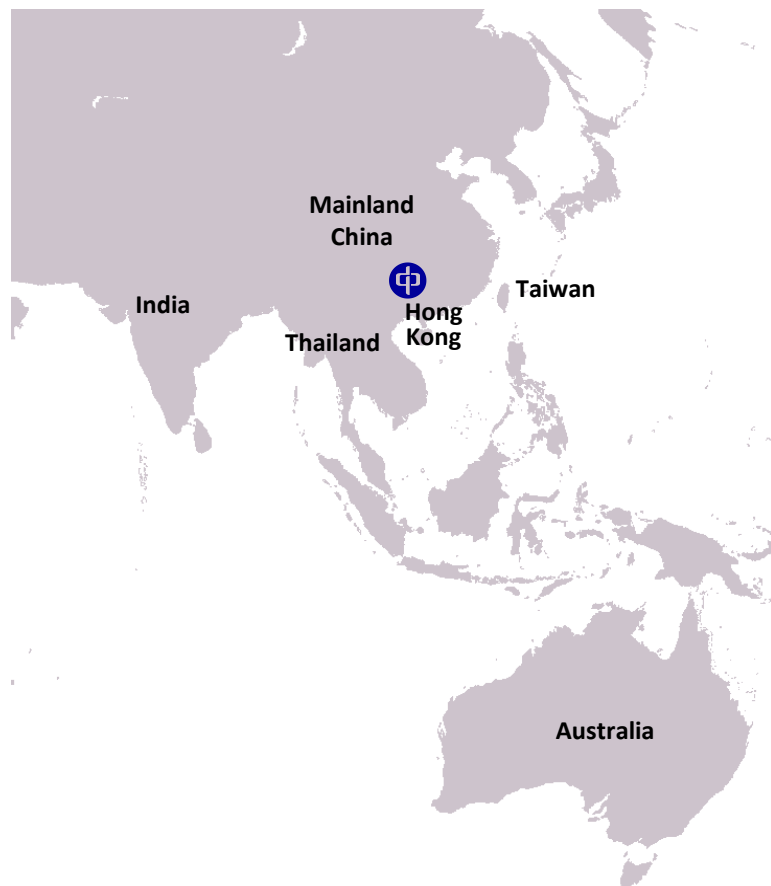 Mainland
China
India
Taiwan
Hong
Kong
Thailand
Australia